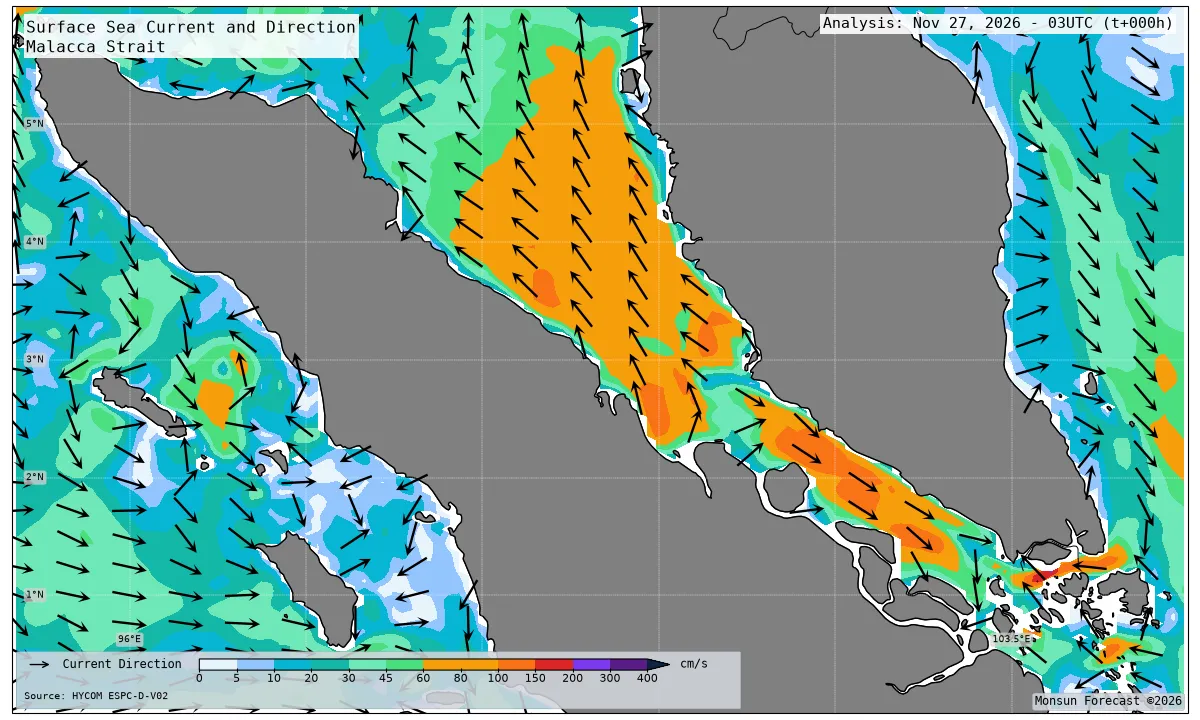 Surface Sea Current and Direction
Malacca Strait
Analysis: Nov 27, 2026 - 03UTC (t+000h)
5°N
4°N
3°N
2°N
1°N
96°E
103.5°E
Current Direction
0 5 10 20 30 45 60 80 100 150 200 300 400
cm/s
Source: HYCOM ESPC-D-V02
Monsun Forecast ©2026